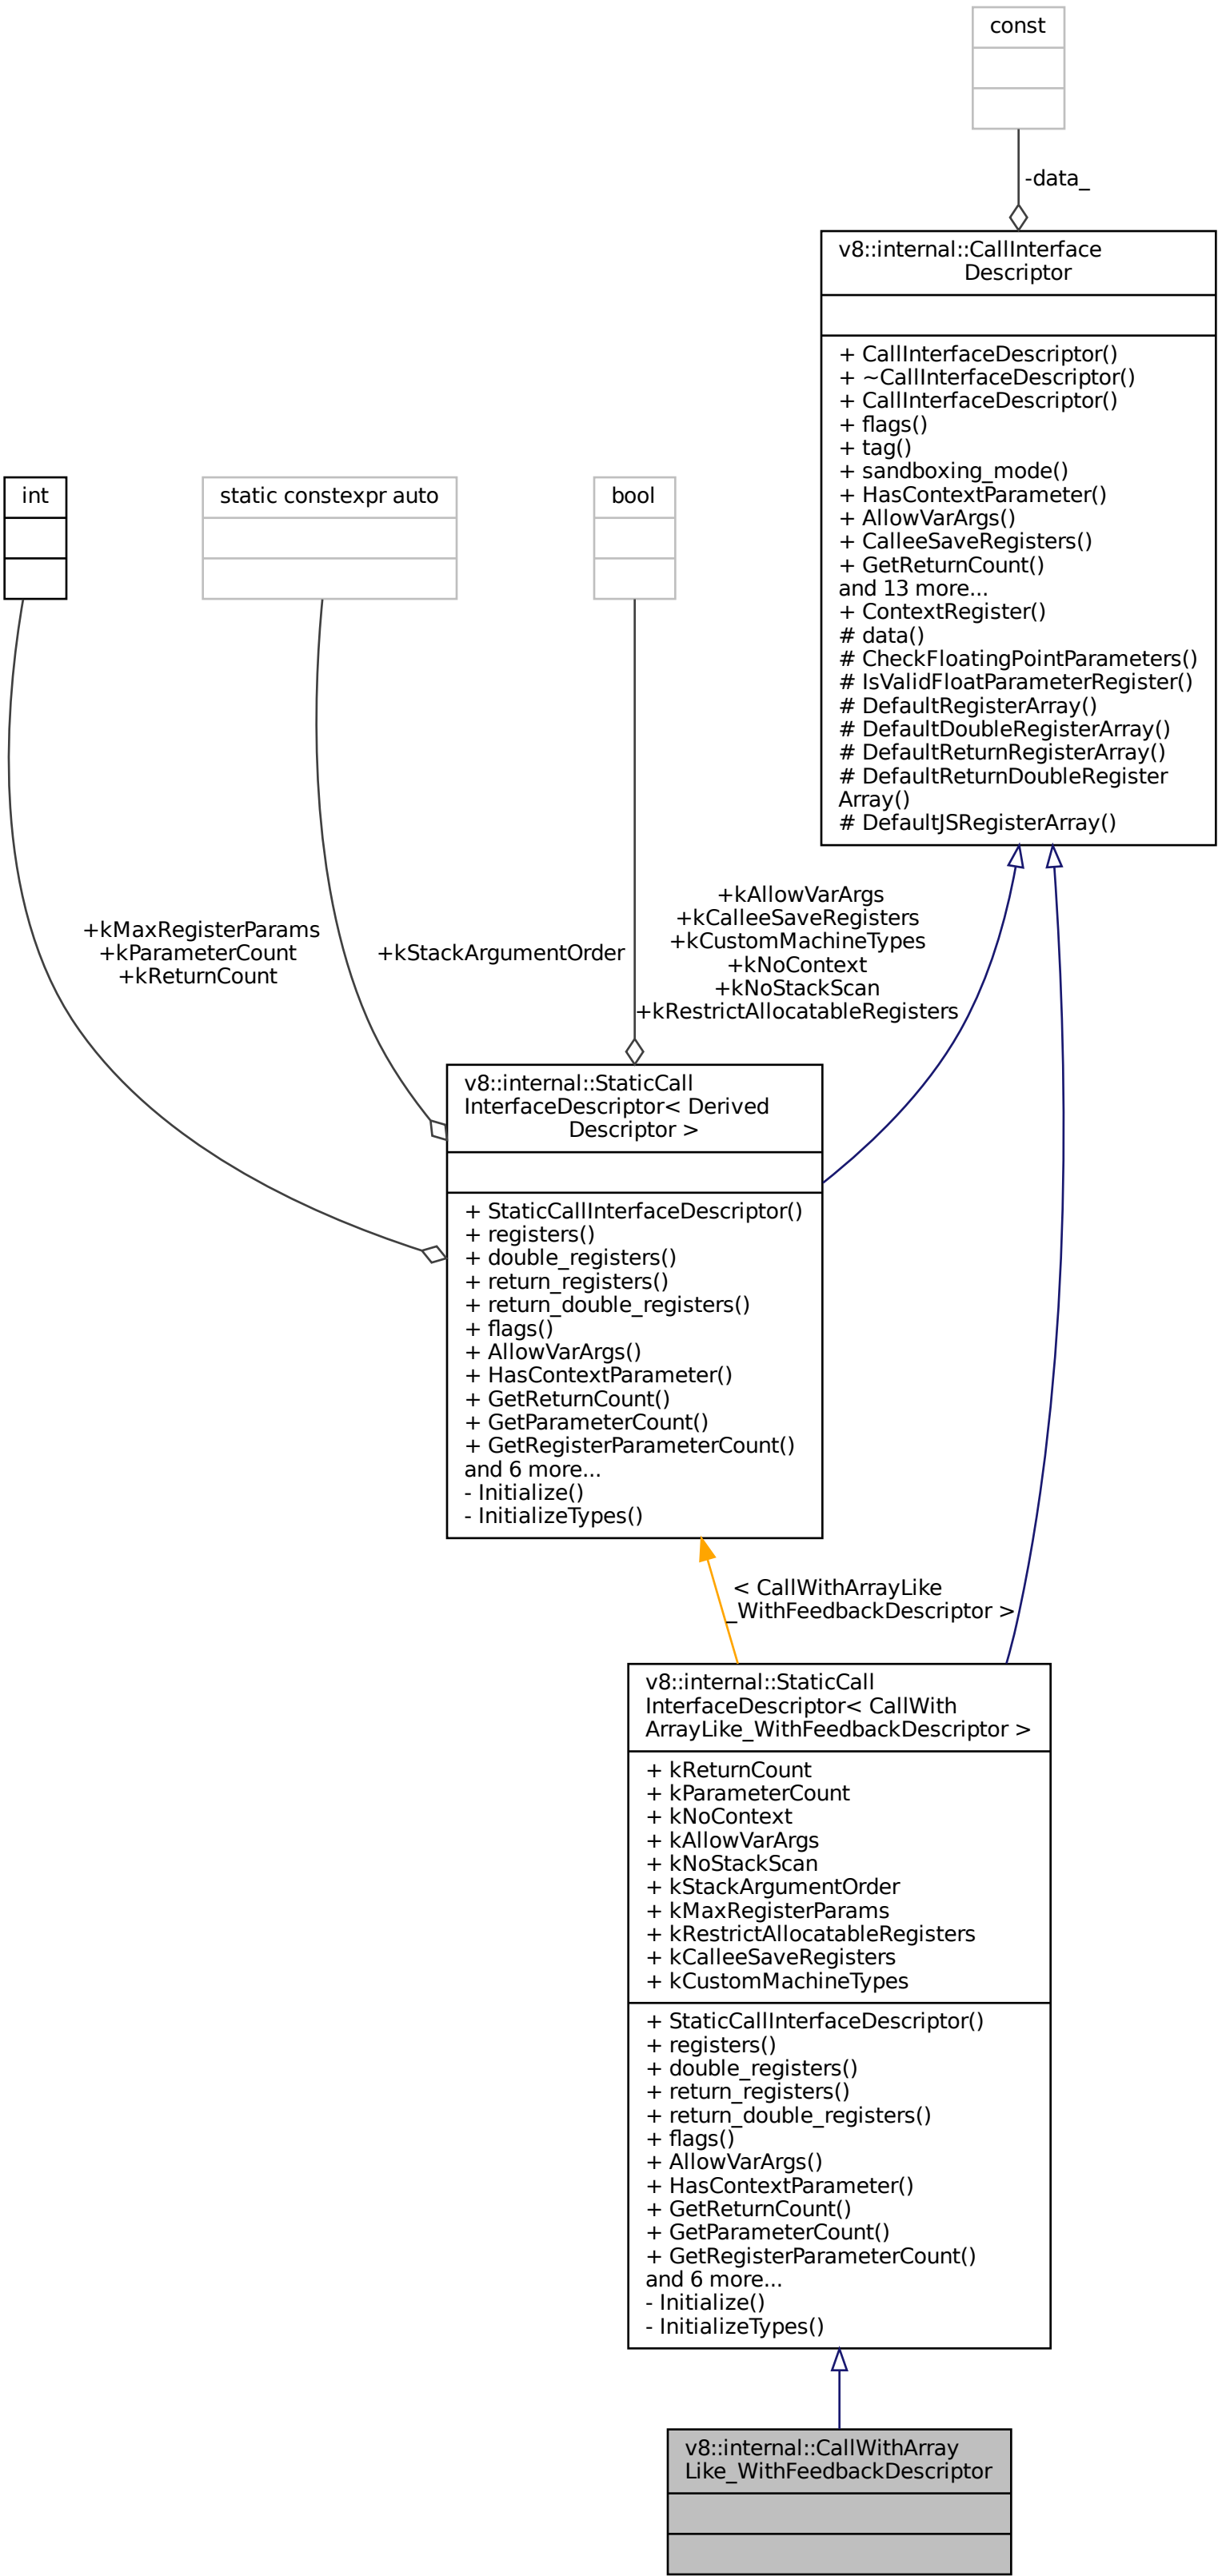 const
-data_
v8::internal::CallInterface
Descriptor
+ CallInterfaceDescriptor()
+ ~CallInterfaceDescriptor()
+ CallInterfaceDescriptor()
+ flags()
+ tag()
+ sandboxing_mode()
+ HasContextParameter()
+ AllowVarArgs()
+ CalleeSaveRegisters()
+ GetReturnCount()
and 13 more...
+ ContextRegister()
# data()
# CheckFloatingPointParameters()
# IsValidFloatParameterRegister()
# DefaultRegisterArray()
# DefaultDoubleRegisterArray()
# DefaultReturnRegisterArray()
# DefaultReturnDoubleRegister
Array()
# DefaultJSRegisterArray()
int
static constexpr auto
bool
+kMaxRegisterParams
+kParameterCount
+kReturnCount
+kStackArgumentOrder
+kAllowVarArgs
+kCalleeSaveRegisters
+kCustomMachineTypes
+kNoContext
+kNoStackScan
+kRestrictAllocatableRegisters
v8::internal::StaticCall
InterfaceDescriptor< Derived
Descriptor >
+ StaticCallInterfaceDescriptor()
+ registers()
+ double_registers()
+ return_registers()
+ return_double_registers()
+ flags()
+ AllowVarArgs()
+ HasContextParameter()
+ GetReturnCount()
+ GetParameterCount()
+ GetRegisterParameterCount()
and 6 more...
- Initialize()
- InitializeTypes()
< CallWithArrayLike
_WithFeedbackDescriptor >
v8::internal::StaticCall
InterfaceDescriptor< CallWith
ArrayLike_WithFeedbackDescriptor >
+ kReturnCount
+ kParameterCount
+ kNoContext
+ kAllowVarArgs
+ kNoStackScan
+ kStackArgumentOrder
+ kMaxRegisterParams
+ kRestrictAllocatableRegisters
+ kCalleeSaveRegisters
+ kCustomMachineTypes
+ StaticCallInterfaceDescriptor()
+ registers()
+ double_registers()
+ return_registers()
+ return_double_registers()
+ flags()
+ AllowVarArgs()
+ HasContextParameter()
+ GetReturnCount()
+ GetParameterCount()
+ GetRegisterParameterCount()
and 6 more...
- Initialize()
- InitializeTypes()
v8::internal::CallWithArray
Like_WithFeedbackDescriptor